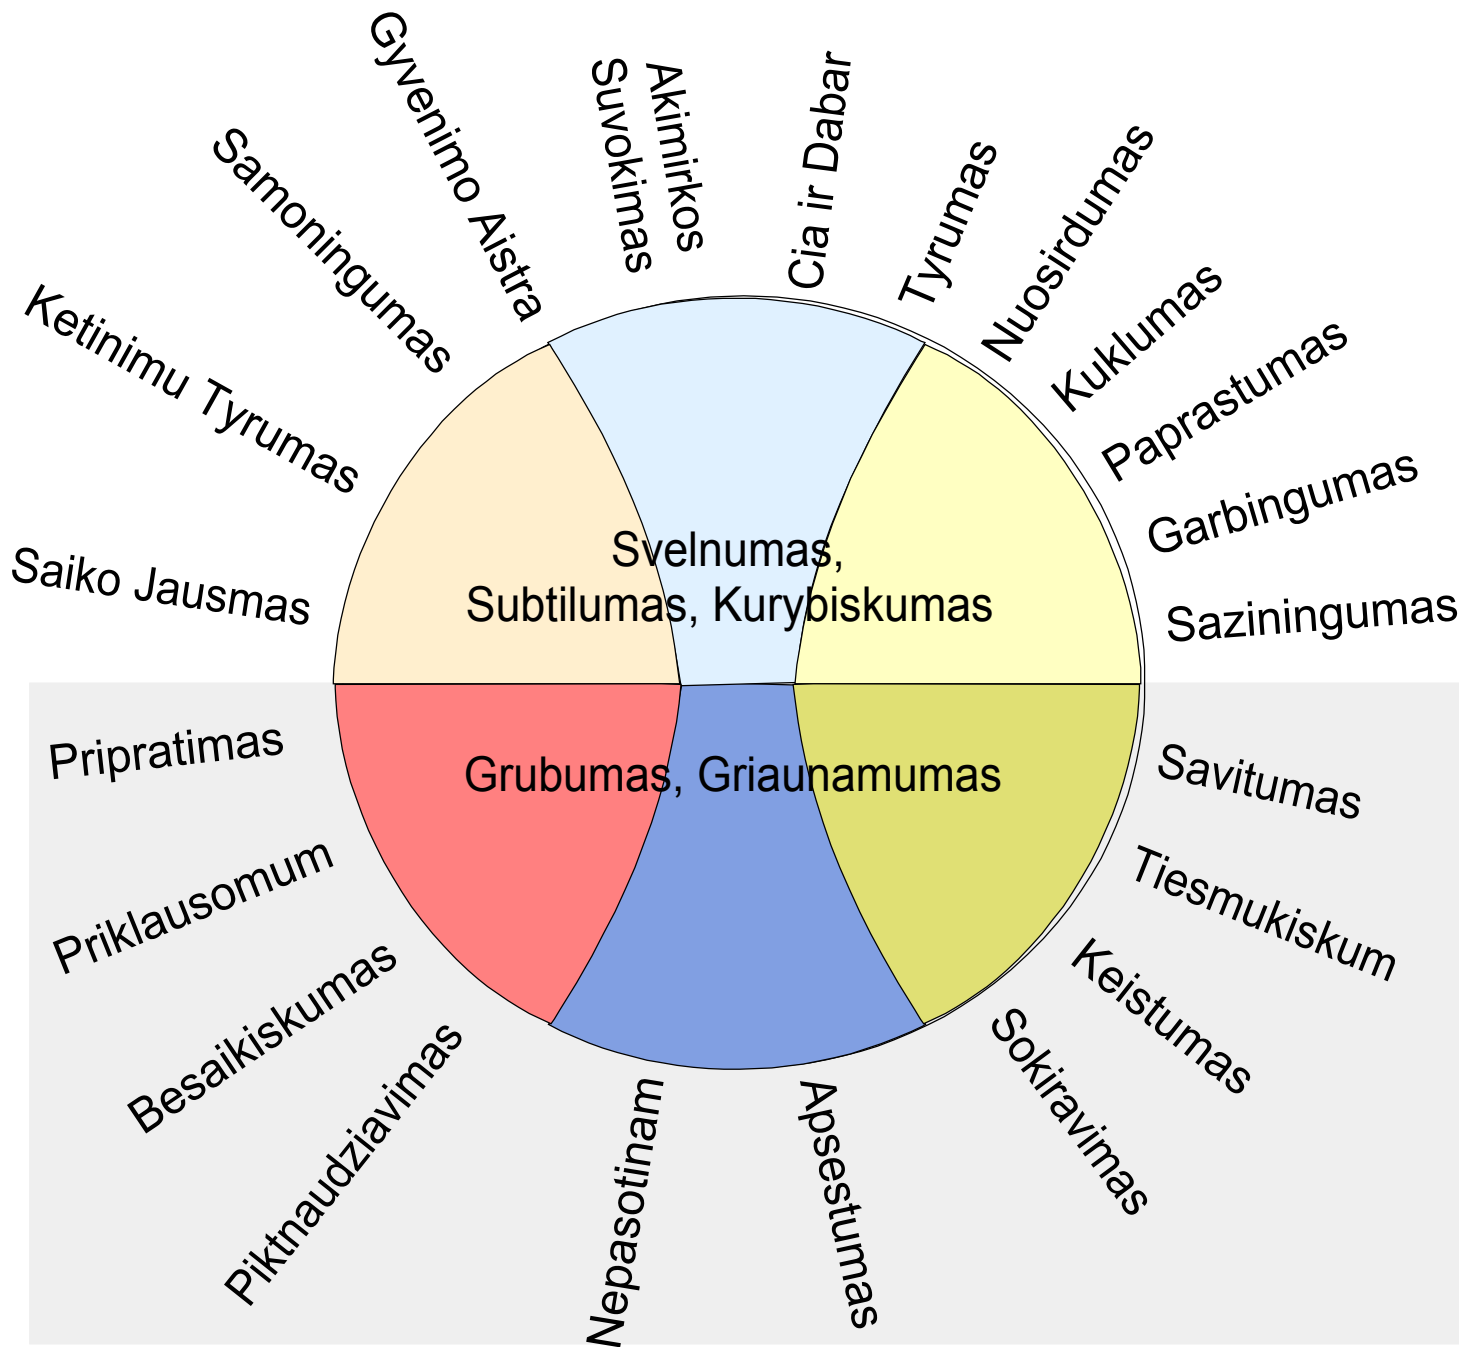 Gyvenimo Aistra
Akimirkos
Suvokimas
Cia ir Dabar
Tyrumas
Nuosirdumas
Samoningumas
Kuklumas
Ketinimu Tyrumas
Paprastumas
Garbingumas
Saiko Jausmas
Saziningumas
Svelnumas,
Subtilumas, Kurybiskumas
Grubumas, Griaunamumas
Pripratimas
Savitumas
Priklausomum
Tiesmukiskum
Besaikiskumas
Keistumas
Piktnaudziavimas
Sokiravimas
Nepasotinam
Apsestumas